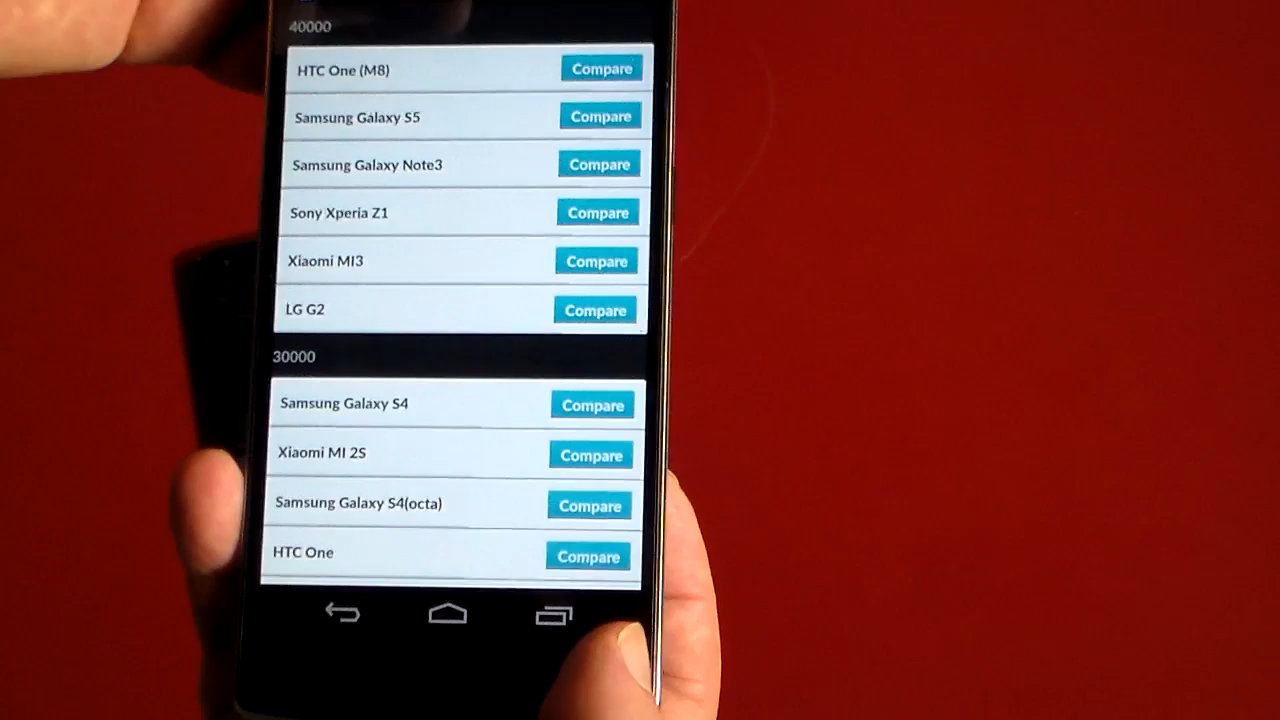 40000
HTC One (M8) Compare
Samsung Galaxy S5 Compare
Samsung Galaxy Note3 Compare
Sony Xperia Z1 Compare
Xiaomi MI3 Compare
LG G2 Compare
30000
Samsung Galaxy S4 Compare
Xiaomi MI 2S Compare
Samsung Galaxy S4(octa) Compare
HTC One Compare